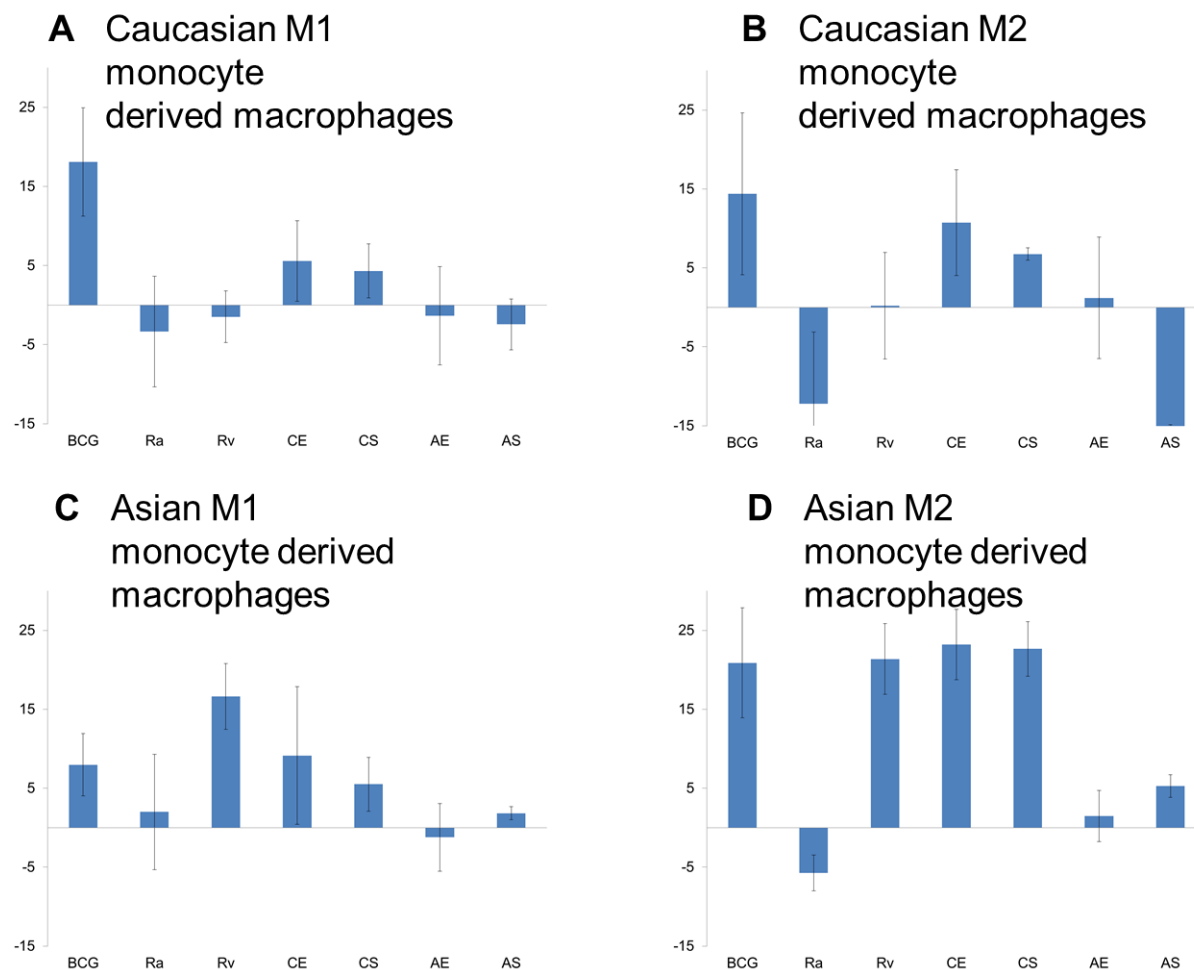 A Caucasian M1
monocyte
derived macrophages
25
15
5
-5
-15
BCG Ra Rv CE CS AE AS
B Caucasian M2
monocyte
derived macrophages
25
15
5
-5
-15
BCG Ra Rv CE CS AE AS
C Asian M1
monocyte derived
macrophages
25
15
5
-5
-15
BCG Ra Rv CE CS AE AS
D Asian M2
monocyte derived
macrophages
25
15
5
-5
-15
BCG Ra Rv CE CS AE AS